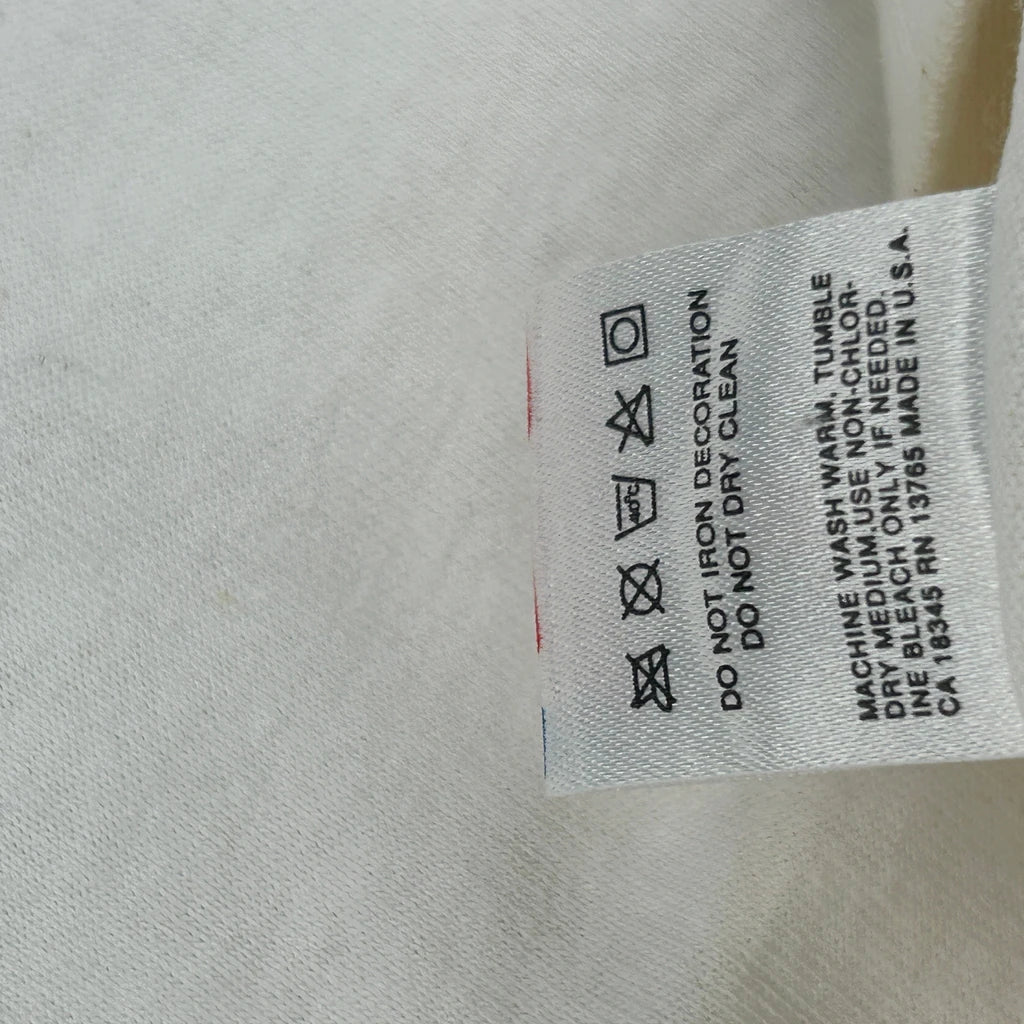 40°C
DO NOT IRON DECORATION
DO NOT DRY CLEAN
MACHINE WASH WARM. TUMBLE
DRY MEDIUM.USE NON-CHLOR-
INE BLEACH ONLY IF NEEDED.
CA 18345 RN 13765 MADE IN U.S.A.